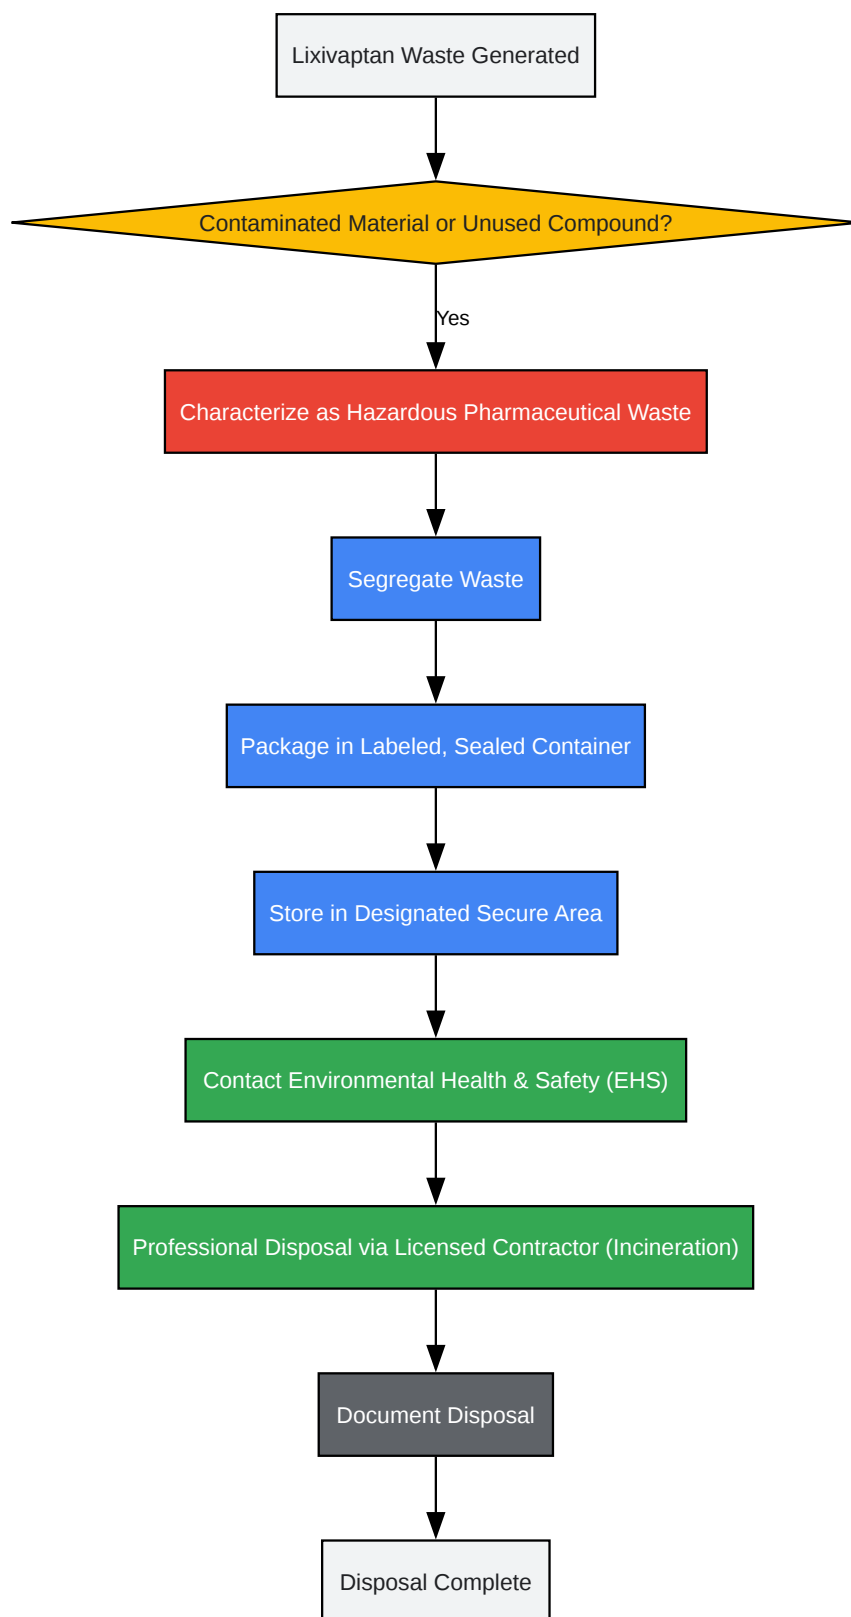 Lixivaptan Waste Generated
Contaminated Material or Unused Compound?
Yes
Characterize as Hazardous Pharmaceutical Waste
Segregate Waste
Package in Labeled, Sealed Container
Store in Designated Secure Area
Contact Environmental Health & Safety (EHS)
Professional Disposal via Licensed Contractor (Incineration)
Document Disposal
Disposal Complete